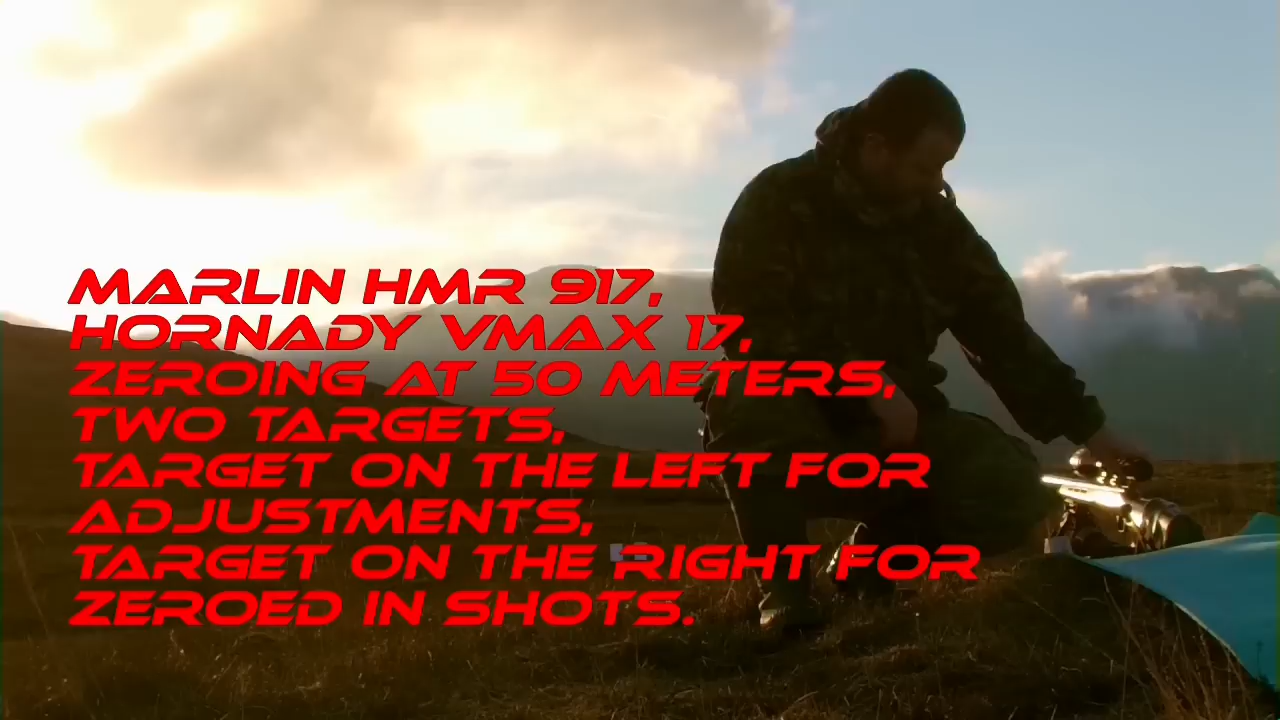 MARLIN HMR 917,
HORNADY VMAX 17,
ZEROING AT 50 METERS,
TWO TARGETS,
TARGET ON THE LEFT FOR
ADJUSTMENTS,
TARGET ON THE RIGHT FOR
ZEROED IN SHOTS.